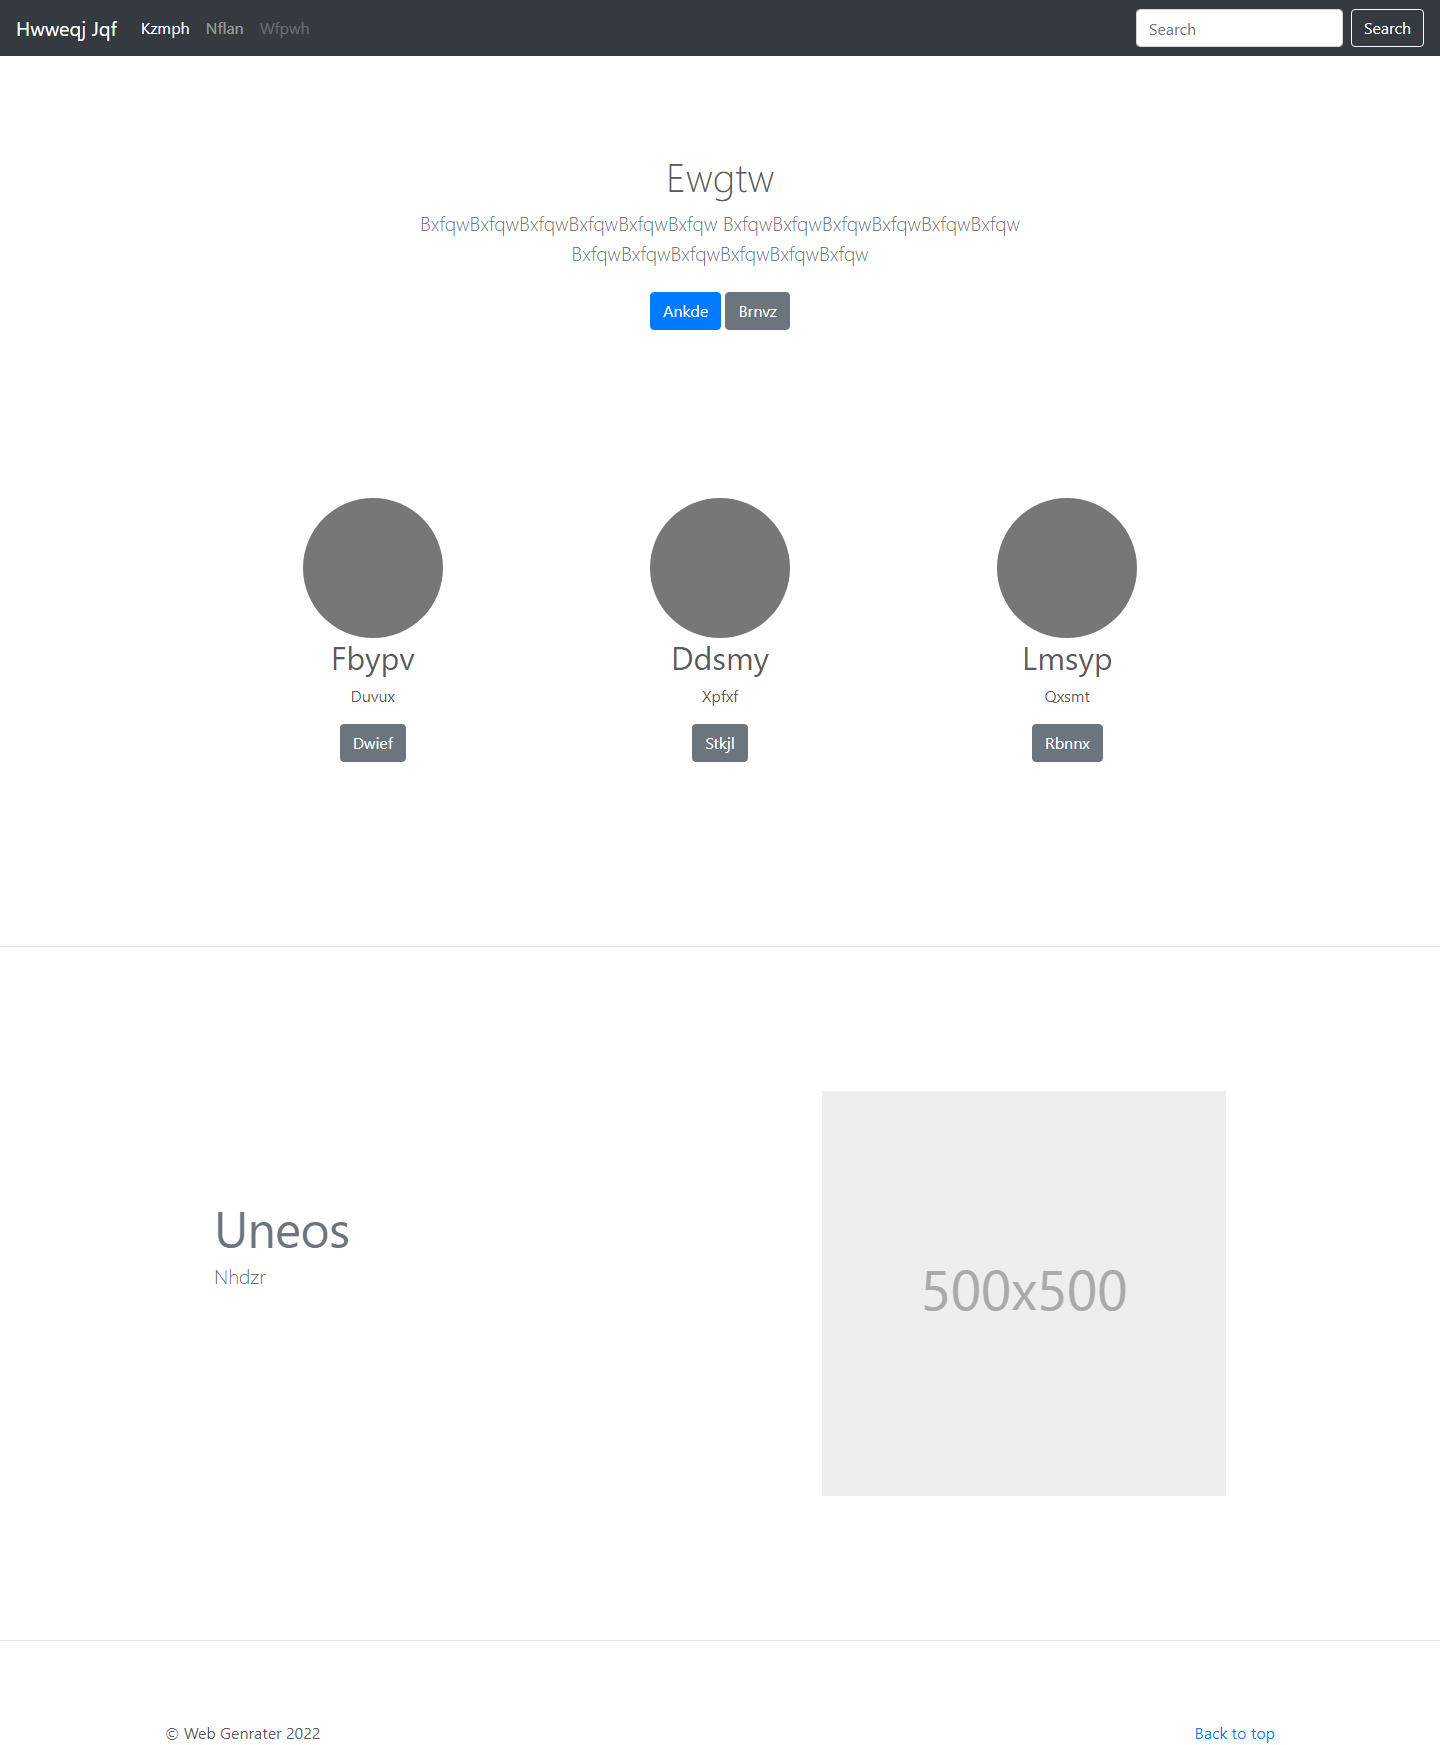 Hwweqj Jqf Kzmph Nflan Wfpwh Search Search
Ewgtw
BxfqwBxfqwBxfqwBxfqwBxfqwBxfqw BxfqwBxfqwBxfqwBxfqwBxfqwBxfqw
BxfqwBxfqwBxfqwBxfqwBxfqwBxfqw
Ankde Brnvz
Fbypv Ddsmy Lmsyp
Duvux Xpfxf Qxsmt
Dwief Stkjl Rbnnx
Uneos
Nhdzr
500x500
© Web Genrater 2022 Back to top